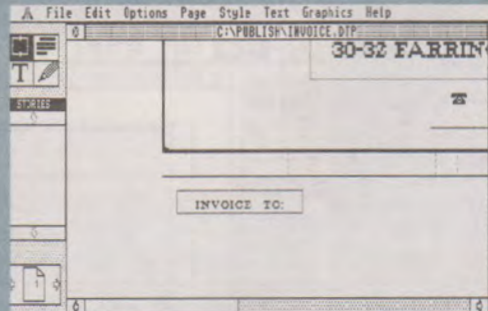 File Edit Options Page Style Text Graphics Help
C:\PUBLISH\INVOICE.DTP
30-32 FARRIN
T
STORIES
INVOICE TO:
1